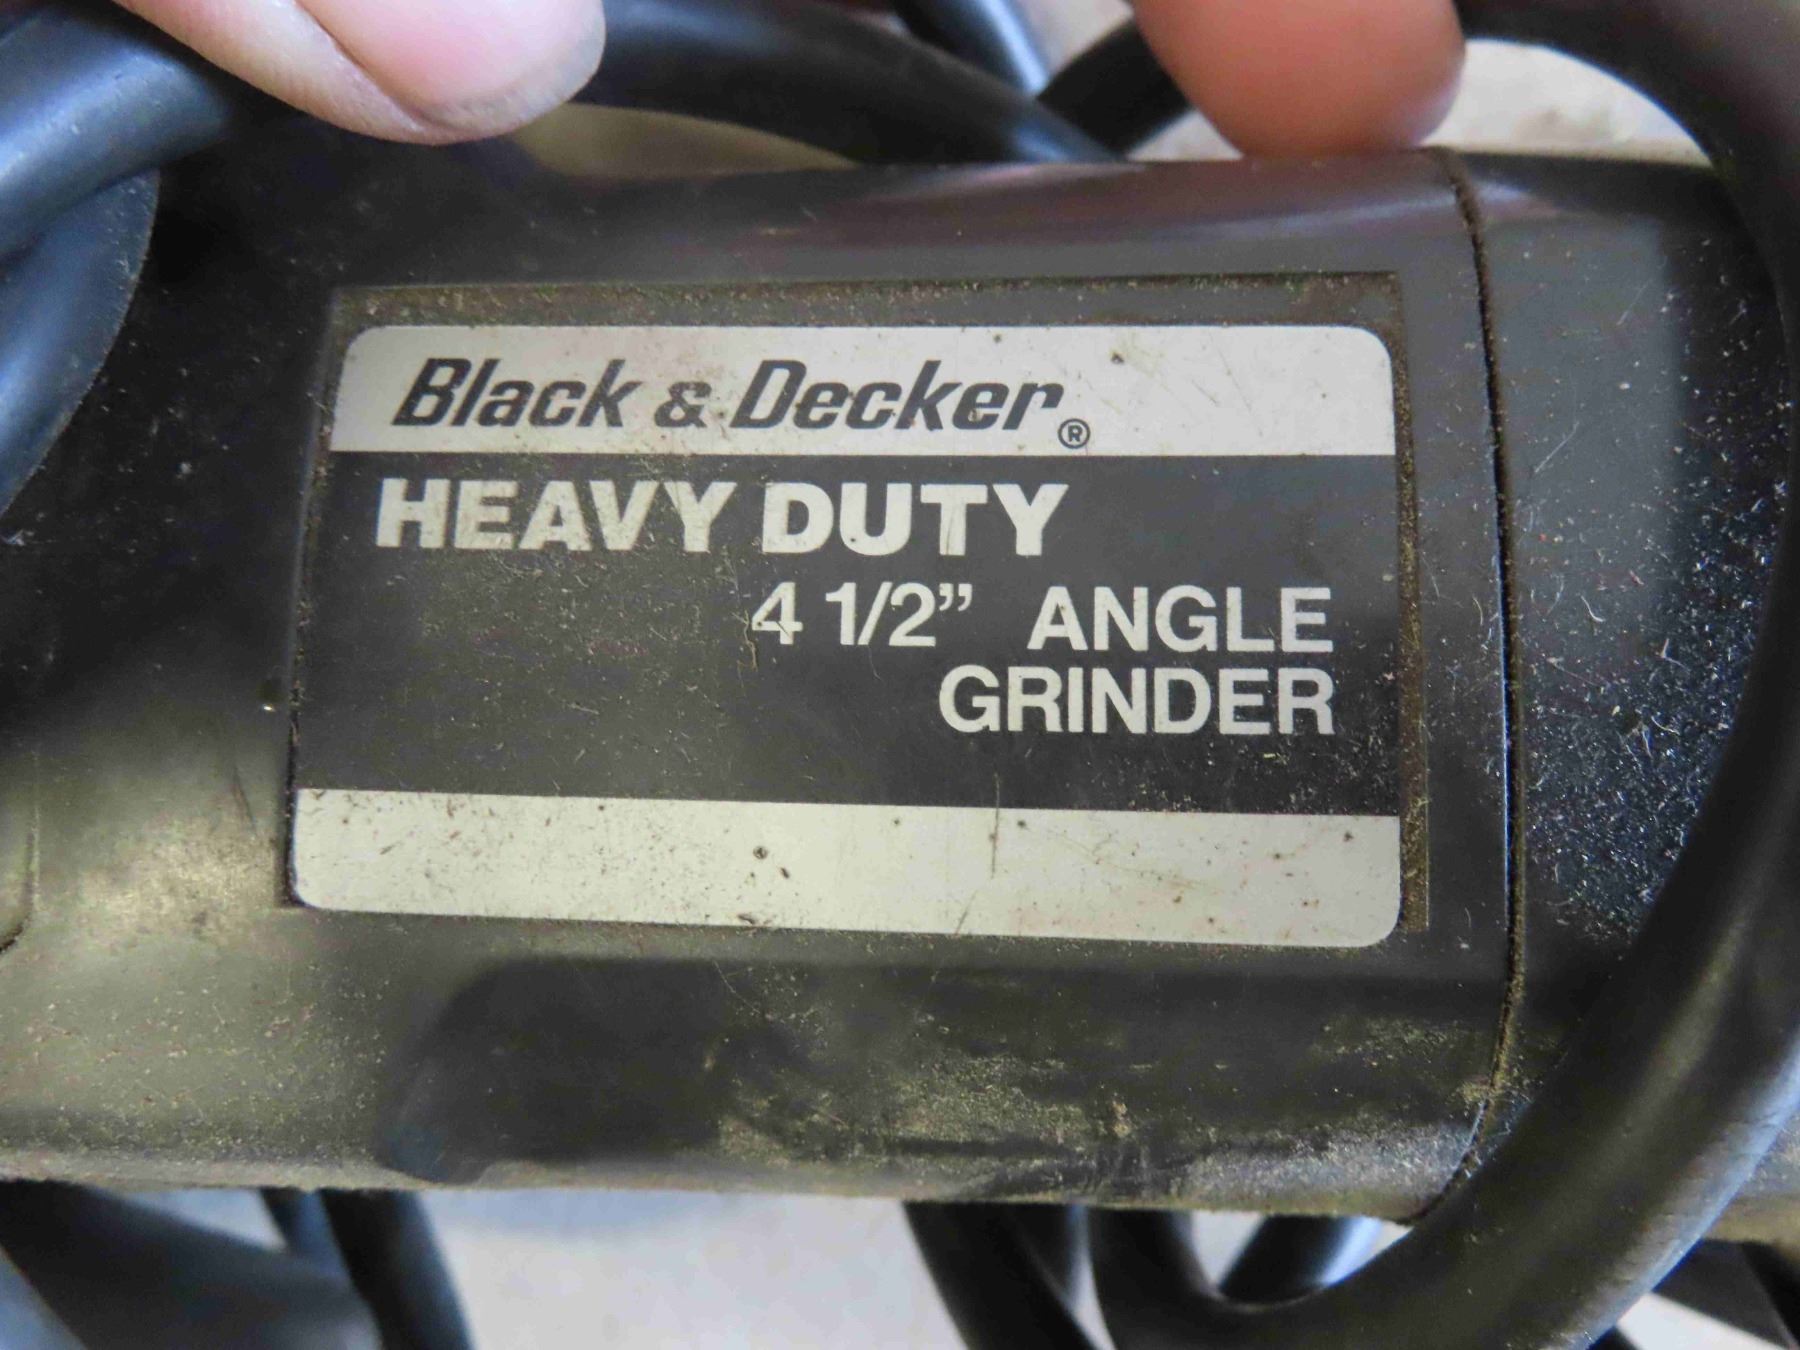 Black & Decker®
HEAVY DUTY
4 1/2” ANGLE
GRINDER